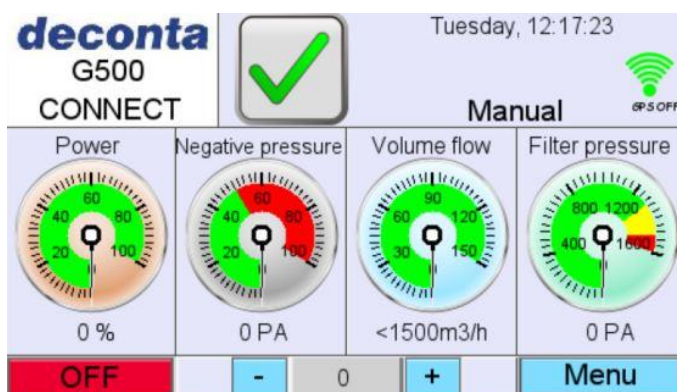 deconta
G500
CONNECT
Tuesday, 12:17:23
Manual
GPS OFF
Power
Negative pressure
Volume flow
Filter pressure
20 40 60 80 100
20 40 60 80 100
30 60 90 120 150
400 800 1200 1600
0 %
0 PA
<1500m3/h
0 PA
OFF
-
0
+
Menu